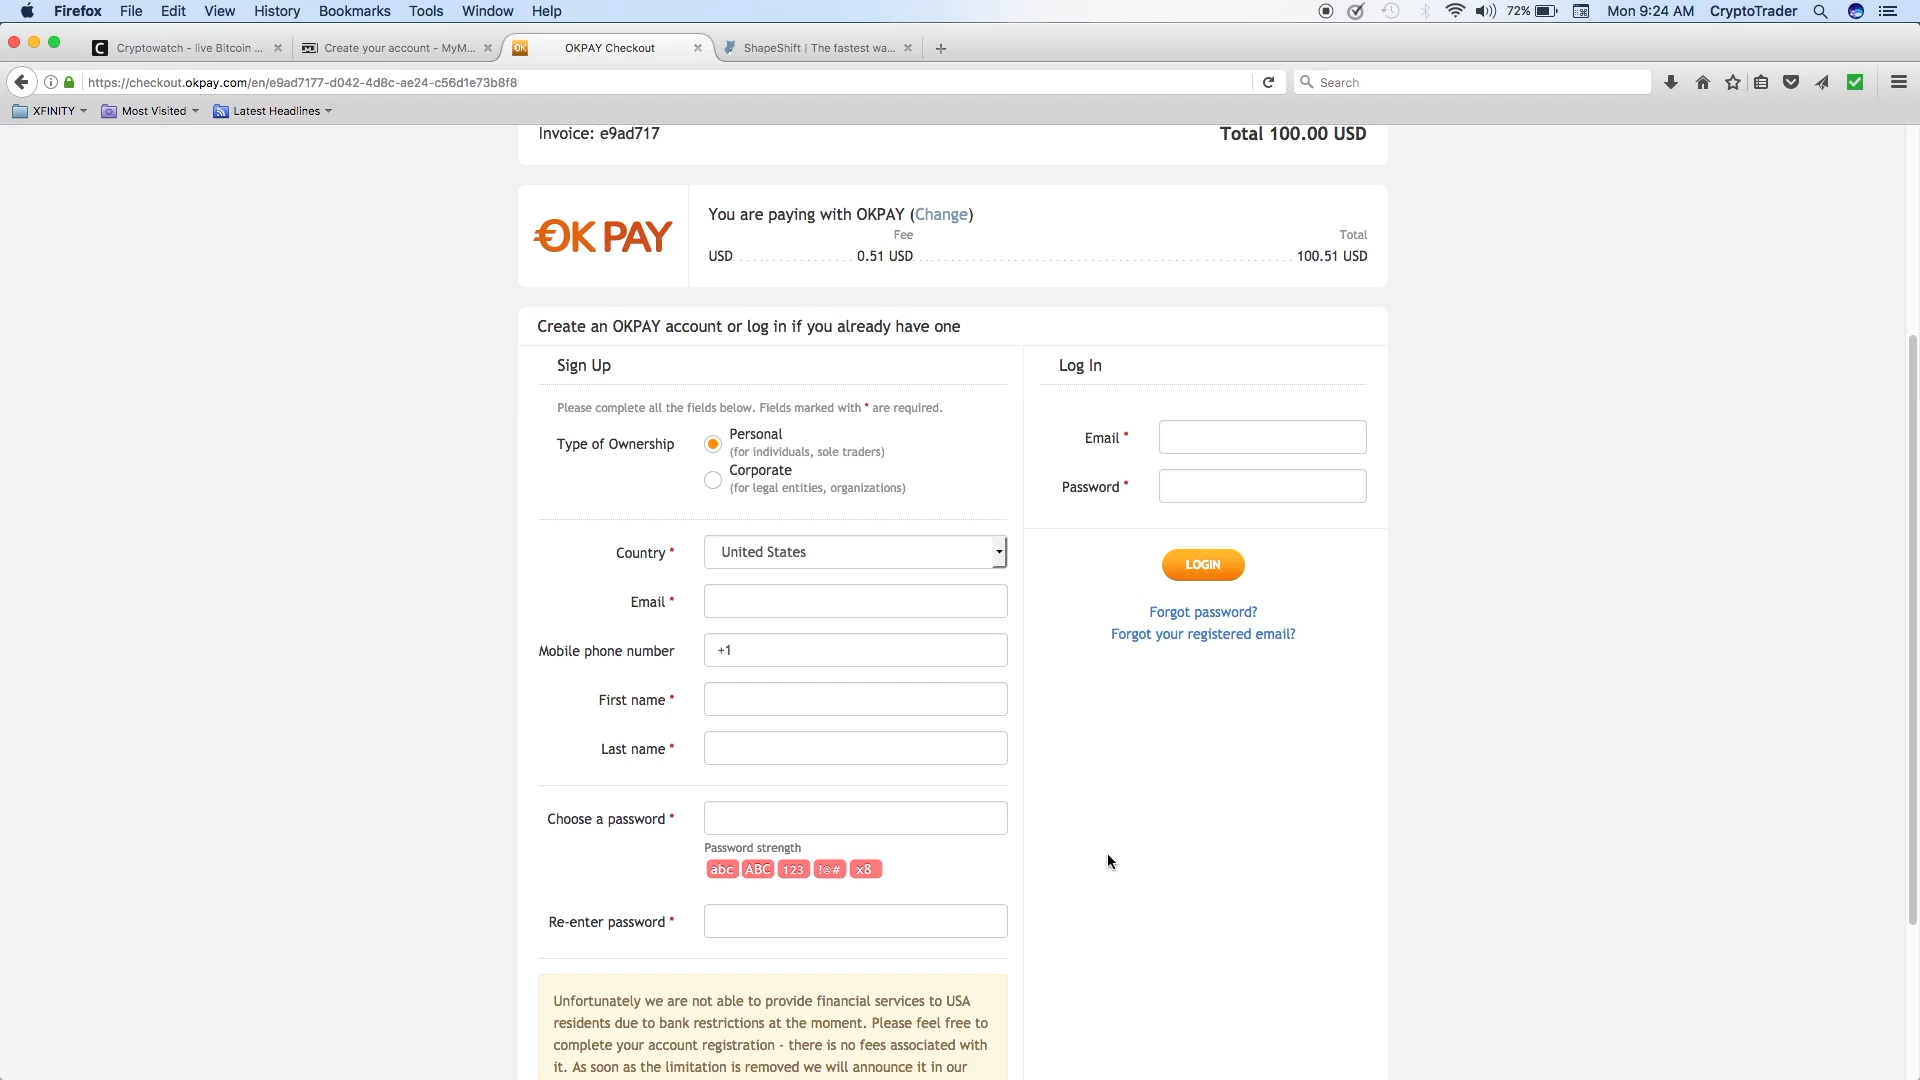 Firefox File Edit View History Bookmarks Tools Window Help 72% Mon 9:24 AM CryptoTrader
Cryptowatch - live Bitcoin ... Create your account - MyM... OKPAY Checkout ShapeShift | The fastest wa...
https://checkout.okpay.com/en/e9ad7177-d042-4d8c-ae24-c56d1e73b8f8 Search
XFINITY Most Visited Latest Headlines
Invoice: e9ad717 Total 100.00 USD
OK PAY
You are paying with OKPAY (Change)
Fee Total
USD 0.51 USD 100.51 USD
Create an OKPAY account or log in if you already have one
Sign Up
Please complete all the fields below. Fields marked with * are required.
Type of Ownership
Personal
(for individuals, sole traders)
Corporate
(for legal entities, organizations)
Country * United States
Email *
Mobile phone number +1
First name *
Last name *
Choose a password *
Password strength
abc ABC 123 !@# x8
Re-enter password *
Unfortunately we are not able to provide financial services to USA
residents due to bank restrictions at the moment. Please feel free to
complete your account registration - there is no fees associated with
it. As soon as the limitation is removed we will announce it in our
Log In
Email *
Password *
LOGIN
Forgot password?
Forgot your registered email?